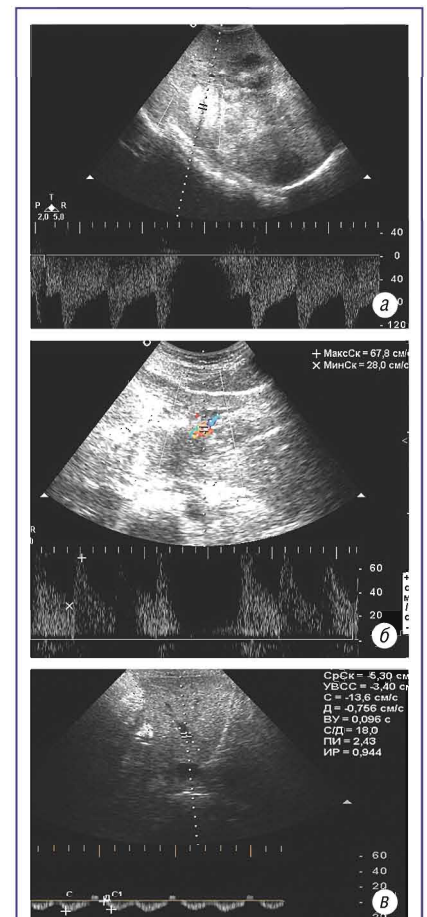 T
P R
2,0 5,0
40
0
40
120
а
+ МаксСк = 67,8 см/с
× МинСк = 28,0 см/с
R
60
40
20
б
СрСк = -5,30 см
УВСС = -3,40 см
С = -13,6 см/с
Д = -0,756 см/с
ВУ = 0,096 с
С/Д = 18,0
ПИ = 2,43
ИР = 0,944
С С1
60
40
20
в